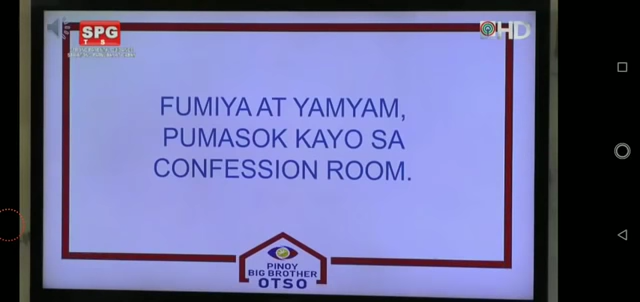 SPG
T S
HD
FUMIYA AT YAMYAM,
PUMASOK KAYO SA
CONFESSION ROOM.
PINOY
BIG BROTHER
OTSO